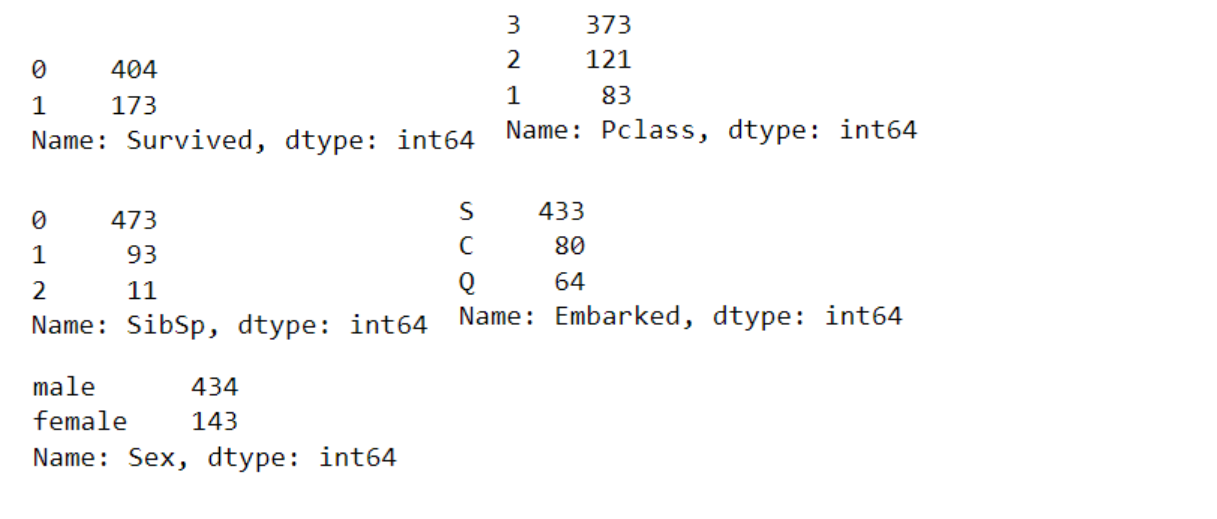 0     404
1     173
Name: Survived, dtype: int64
3     373
2     121
1      83
Name: Pclass, dtype: int64
0     473
1      93
2      11
Name: SibSp, dtype: int64
S     433
C      80
Q      64
Name: Embarked, dtype: int64
male      434
female    143
Name: Sex, dtype: int64